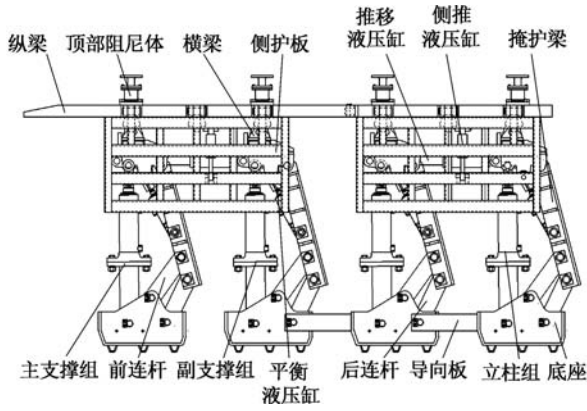 纵梁
顶部阻尼体
横梁
侧护板
推移
液压缸
侧推
液压缸
掩护梁
主支撑组
前连杆
副支撑组
平衡
液压缸
后连杆
导向板
立柱组
底座